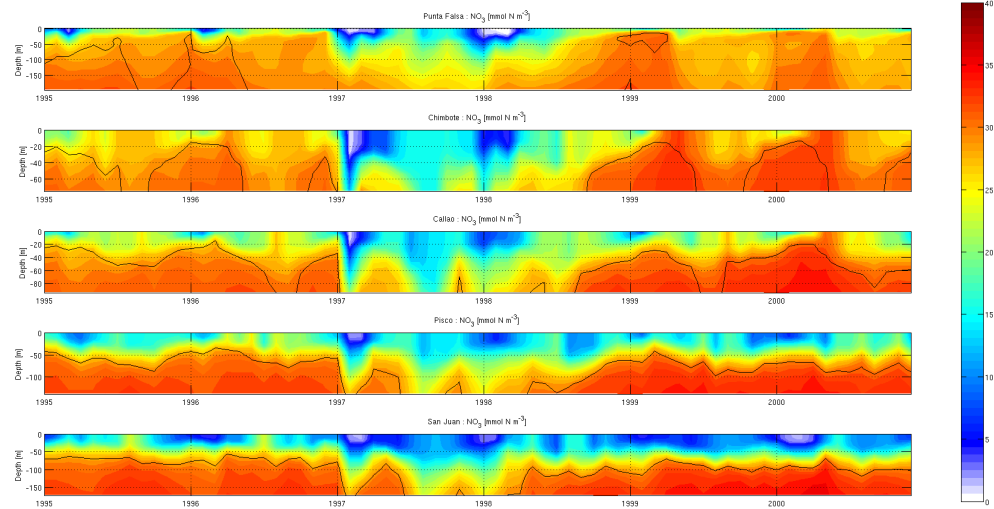 Punta Falsa : NO3 [mmol N m-3]
Depth [m]
0
-50
-100
-150
1995 1996 1997 1998 1999 2000
Chimbote : NO3 [mmol N m-3]
Depth [m]
0
-20
-40
-60
1995 1996 1997 1998 1999 2000
Callao : NO3 [mmol N m-3]
Depth [m]
0
-20
-40
-60
-80
1995 1996 1997 1998 1999 2000
Pisco : NO3 [mmol N m-3]
Depth [m]
0
-50
-100
1995 1996 1997 1998 1999 2000
San Juan : NO3 [mmol N m-3]
Depth [m]
0
-50
-100
-150
1995 1996 1997 1998 1999 2000
40
35
30
25
20
15
10
5
0